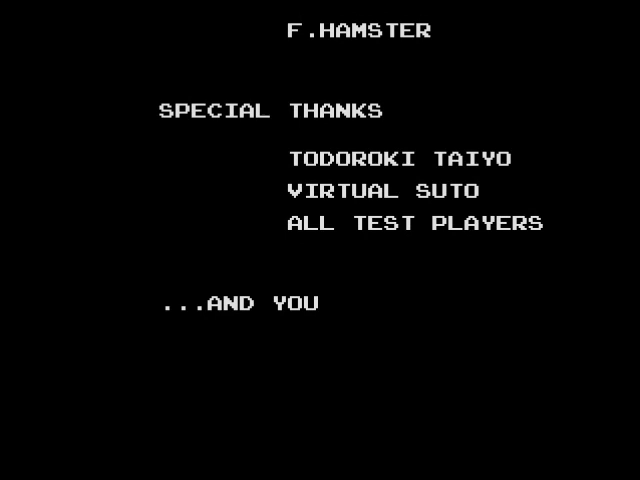 F.HAMSTER
SPECIAL THANKS
TODOROKI TAIYO
VIRTUAL SUTO
ALL TEST PLAYERS
...AND YOU